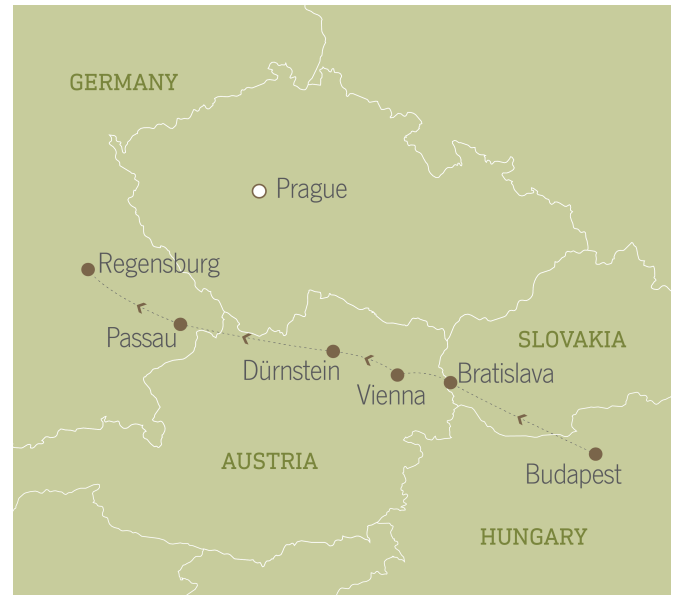 GERMANY
Prague
Regensburg
Passau
SLOVAKIA
Dürnstein
Bratislava
Vienna
AUSTRIA
Budapest
HUNGARY